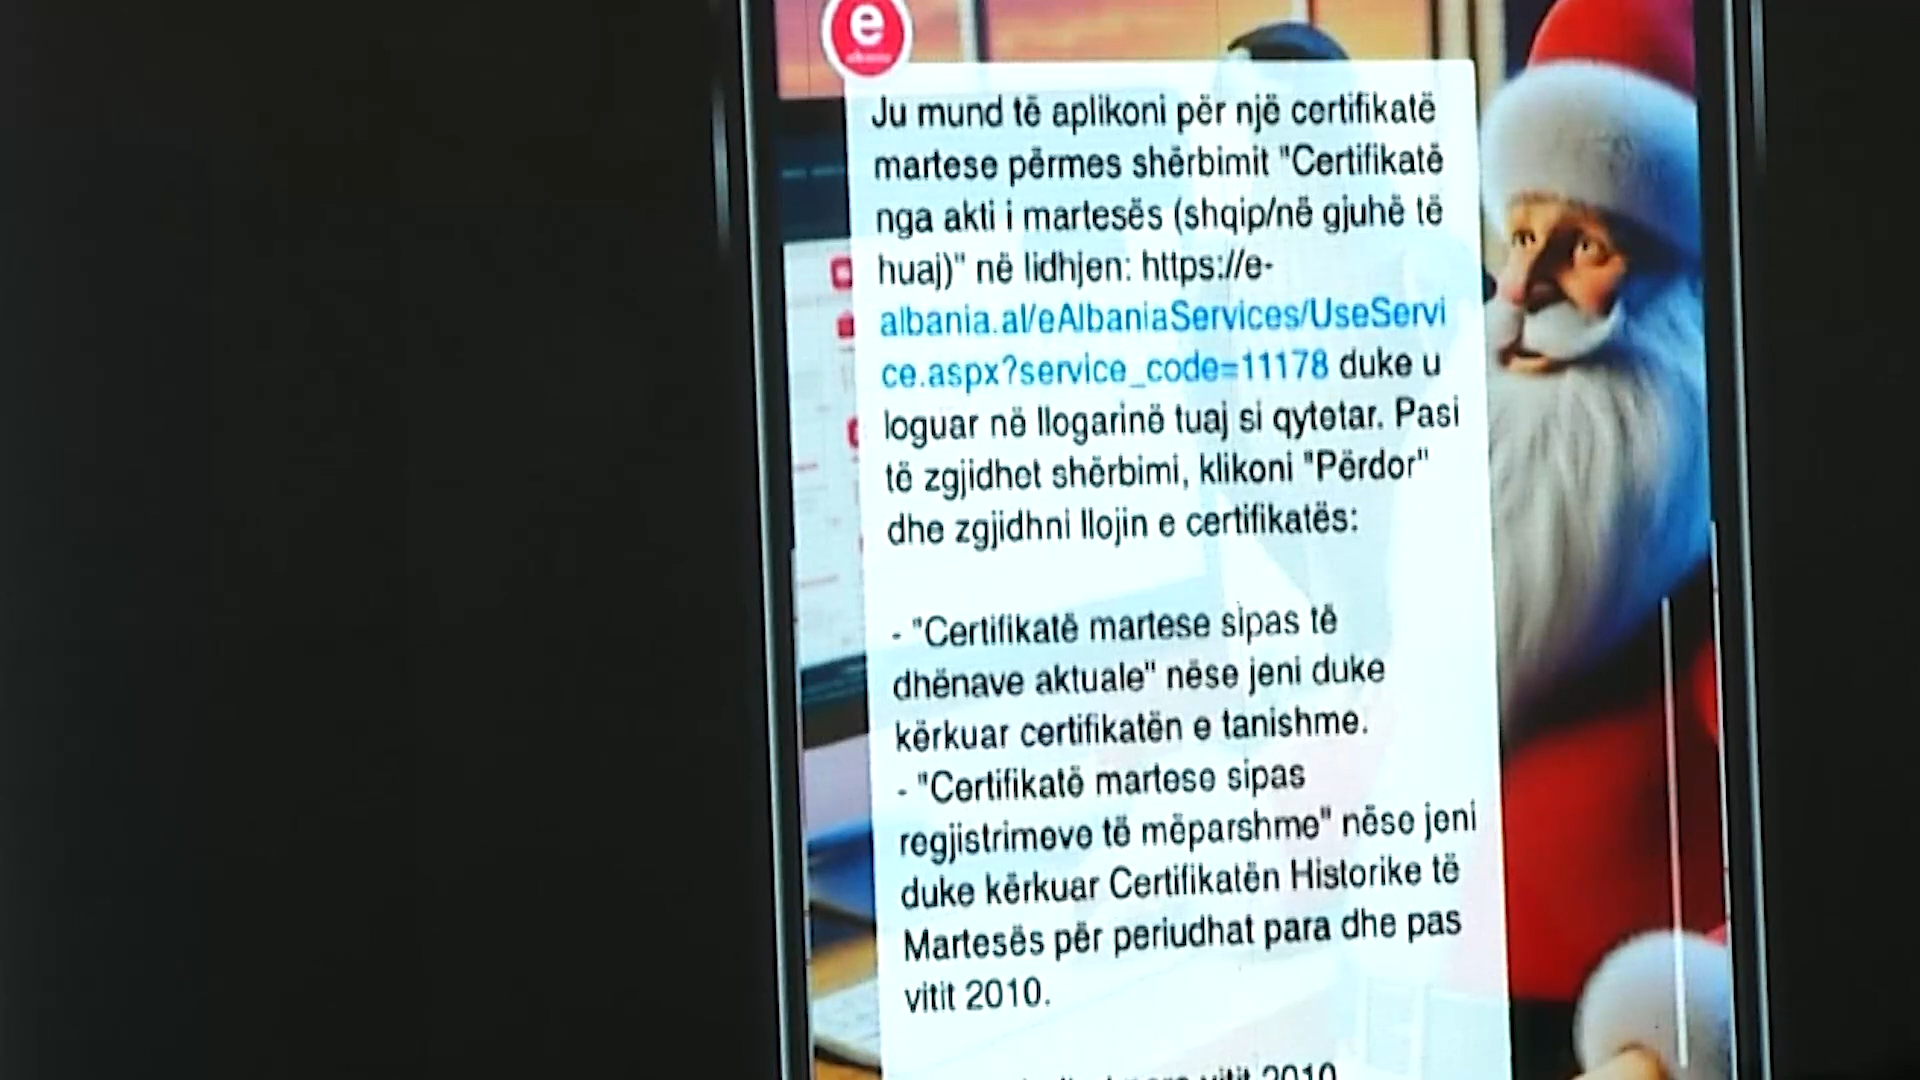 e
Ju mund të aplikoni për një certifikatë
martese përmes shërbimit "Certifikatë
nga akti i martesës (shqip/në gjuhë të
huaj)" në lidhjen: https://e-
albania.al/eAlbaniaServices/UseServi
ce.aspx?service_code=11178 duke u
loguar në llogarinë tuaj si qytetar. Pasi
të zgjidhet shërbimi, klikoni "Përdor"
dhe zgjidhni llojin e certifikatës:
- "Certifikatë martese sipas të
dhënave aktuale" nëse jeni duke
kërkuar certifikatën e tanishme.
- "Certifikatë martese sipas
regjistrimeve të mëparshme" nëse jeni
duke kërkuar Certifikatën Historike të
Martesës për periudhat para dhe pas
vitit 2010.
vitit 2010